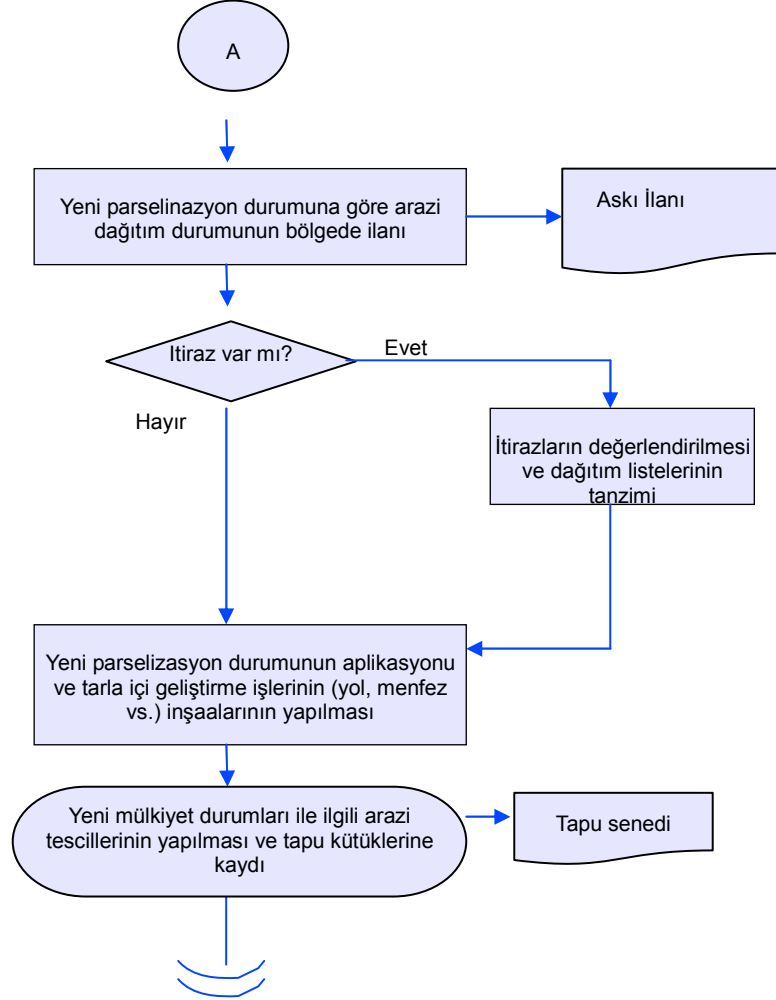 A
Yeni parselinazyon durumuna göre arazi
dağıtım durumunun bölgede ilanı
Askı İlanı
Itiraz var mı?
Evet
Hayır
İtirazların değerlendirilmesi
ve dağıtım listelerinin
tanzimi
Yeni parselizasyon durumunun aplikasyonu
ve tarla içi geliştirme işlerinin (yol, menfez
vs.) inşaalarının yapılması
Yeni mülkiyet durumları ile ilgili arazi
tescillerinin yapılması ve tapu kütüklerine
kaydı
Tapu senedi